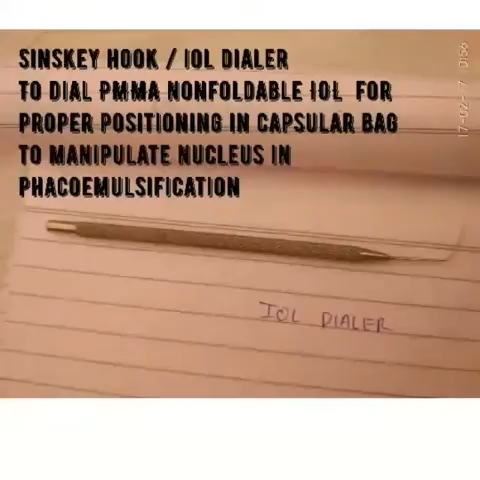 SINSKEY HOOK / IOL DIALER
TO DIAL PMMA NONFOLDABLE IOL FOR
PROPER POSITIONING IN CAPSULAR BAG
TO MANIPULATE NUCLEUS IN
PHACOEMULSIFICATION
IOL DIALER